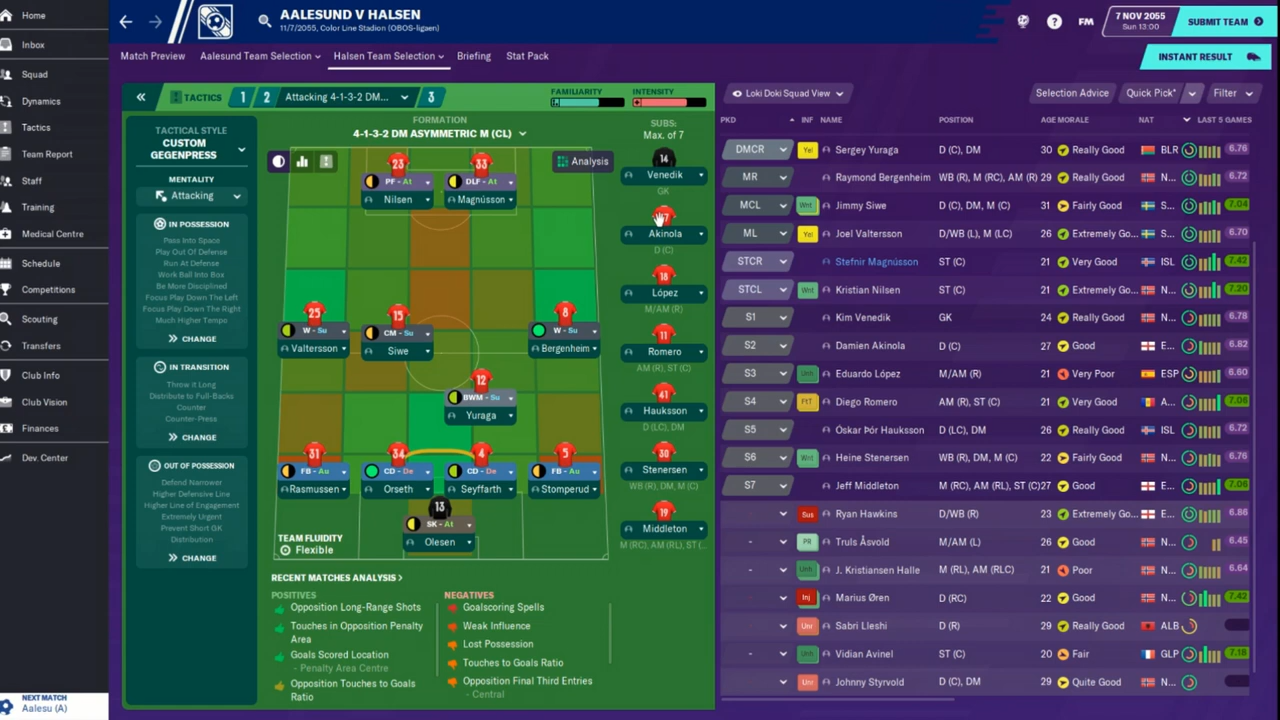 Home
Inbox
Squad
Dynamics
Tactics
Team Report
Staff
Training
Medical Centre
Schedule
Competitions
Scouting
Transfers
Club Info
Club Vision
Finances
Dev. Center
NEXT MATCH
Aalesu (A)
AALESUND V HALSEN
11/7/2055, Color Line Stadium (OBOS-ligaen)
FM
7 NOV 2055
Sun 13:00
SUBMIT TEAM
Match Preview
Aalesund Team Selection
Halsen Team Selection
Briefing
Stat Pack
INSTANT RESULT
TACTICS
1
2
Attacking 4-1-3-2 DM...
3
FAMILIARITY
INTENSITY
TACTICAL STYLE
CUSTOM
GEGENPRESS
MENTALITY
Attacking
IN POSSESSION
Pass Into Space
Play Out Of Defense
Run At Defense
Work Ball Into Box
Be More Disciplined
Focus Play Down The Left
Focus Play Down The Right
Much Higher Tempo
CHANGE
IN TRANSITION
Throw it Long
Distribute to Full-Backs
Counter
Counter-Press
CHANGE
OUT OF POSSESSION
Defend Narrower
Higher Defensive Line
Higher Line of Engagement
Extremely Urgent
Prevent Short GK
Distribution
CHANGE
FORMATION
4-1-3-2 DM ASYMMETRIC M (CL)
Analysis
23
PF - At
Nilsen
33
DLF - At
Magnússon
25
W - Su
Valtersson
15
CM - Su
Siwe
8
W - Su
Bergenheim
12
BWM - Su
Yuraga
31
FB - Au
Rasmussen
34
CD - De
Orseth
4
CD - De
Seyffarth
5
FB - Au
Stomperud
13
SK - At
Olesen
TEAM FLUIDITY
Flexible
SUBS:
Max. of 7
14
Venedik
GK
Akinola
D (C)
18
López
M/AM (R)
11
Romero
AM (R), ST (C)
41
Hauksson
D (LC), DM
30
Stenersen
WB (R), DM, M (C)
19
Middleton
M (RC), AM (RL), ST (...
RECENT MATCHES ANALYSIS
POSITIVES
Opposition Long-Range Shots
Touches in Opposition Penalty
Area
Goals Scored Location
- Penalty Area Centre
Opposition Touches to Goals
Ratio
NEGATIVES
Goalscoring Spells
Weak Influence
Lost Possession
Touches to Goals Ratio
Opposition Final Third Entries
- Central
Loki Doki Squad View
Selection Advice
Quick Pick*
Filter
PKD INF NAME POSITION AGE MORALE NAT LAST 5 GAMES
DMCR Yel Sergey Yuraga D (C), DM 30 Really Good BLR 6.76
MR Raymond Bergenheim WB (R), M (RC), AM (R) 29 Really Good N... 6.72
MCL Wnt Jimmy Siwe D (C), DM, M (C) 31 Fairly Good S... 7.04
ML Yel Joel Valtersson D/WB (L), M (LC) 26 Extremely Go... S... 6.70
STCR Stefnir Magnússon ST (C) 21 Very Good ISL 7.42
STCL Wnt Kristian Nilsen ST (C) 21 Extremely Go... N... 7.20
S1 Kim Venedik GK 24 Really Good N... 6.78
S2 Damien Akinola D (C) 27 Good E... 6.82
S3 Unh Eduardo López M/AM (R) 21 Very Poor ESP 6.60
S4 FtT Diego Romero AM (R), ST (C) 21 Very Good A... 7.08
S5 Óskar Þór Hauksson D (LC), DM 20 Really Good ISL 6.72
S6 Wnt Heine Stenersen WB (R), DM, M (C) 22 Fairly Good N... 6.76
S7 Jeff Middleton M (RC), AM (RL), ST (C) 27 Good E... 7.06
- Sus Ryan Hawkins D/WB (R) 23 Extremely Go... E... 6.86
- PR Truls Åsvold M/AM (L) 26 Good N... 6.45
- Unh J. Kristiansen Halle M (RL), AM (RLC) 21 Poor N... 6.64
- Inj Marius Øren D (RC) 22 Good N... 7.42
- Unr Sabri Lleshi D (R) 29 Really Good ALB
- Unh Vidian Avinel ST (C) 20 Fair GLP 7.18
- Unr Johnny Styrvold D (C), DM 29 Quite Good N...